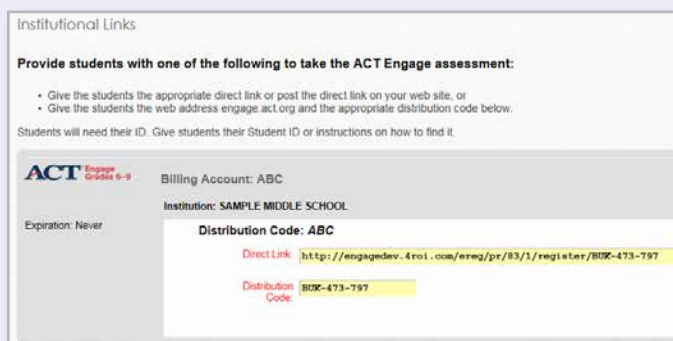 Institutional Links
Provide students with one of the following to take the ACT Engage assessment:
• Give the students the appropriate direct link or post the direct link on your web site, or
• Give the students the web address engage.act.org and the appropriate distribution code below.
Students will need their ID. Give students their Student ID or instructions on how to find it.
ACT Engage Grades 6-9
Billing Account: ABC
Institution: SAMPLE MIDDLE SCHOOL
Expiration: Never
Distribution Code: ABC
Direct Link: http://engagedev.4roi.com/ereg/pr/83/1/register/BUK-473-797
Distribution Code: BUK-473-797